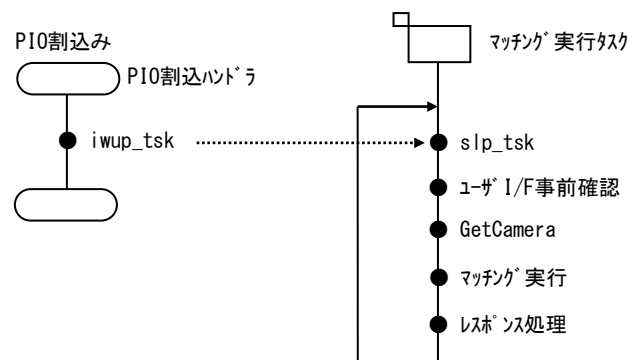 PIO割込み
PIO割込ﾊﾝﾄﾞﾗ
iwup_tsk
ﾏｯﾁﾝｸﾞ実行ﾀｽｸ
slp_tsk
ﾕｰｻﾞI/F事前確認
GetCamera
ﾏｯﾁﾝｸﾞ実行
ﾚｽﾎﾟﾝｽ処理